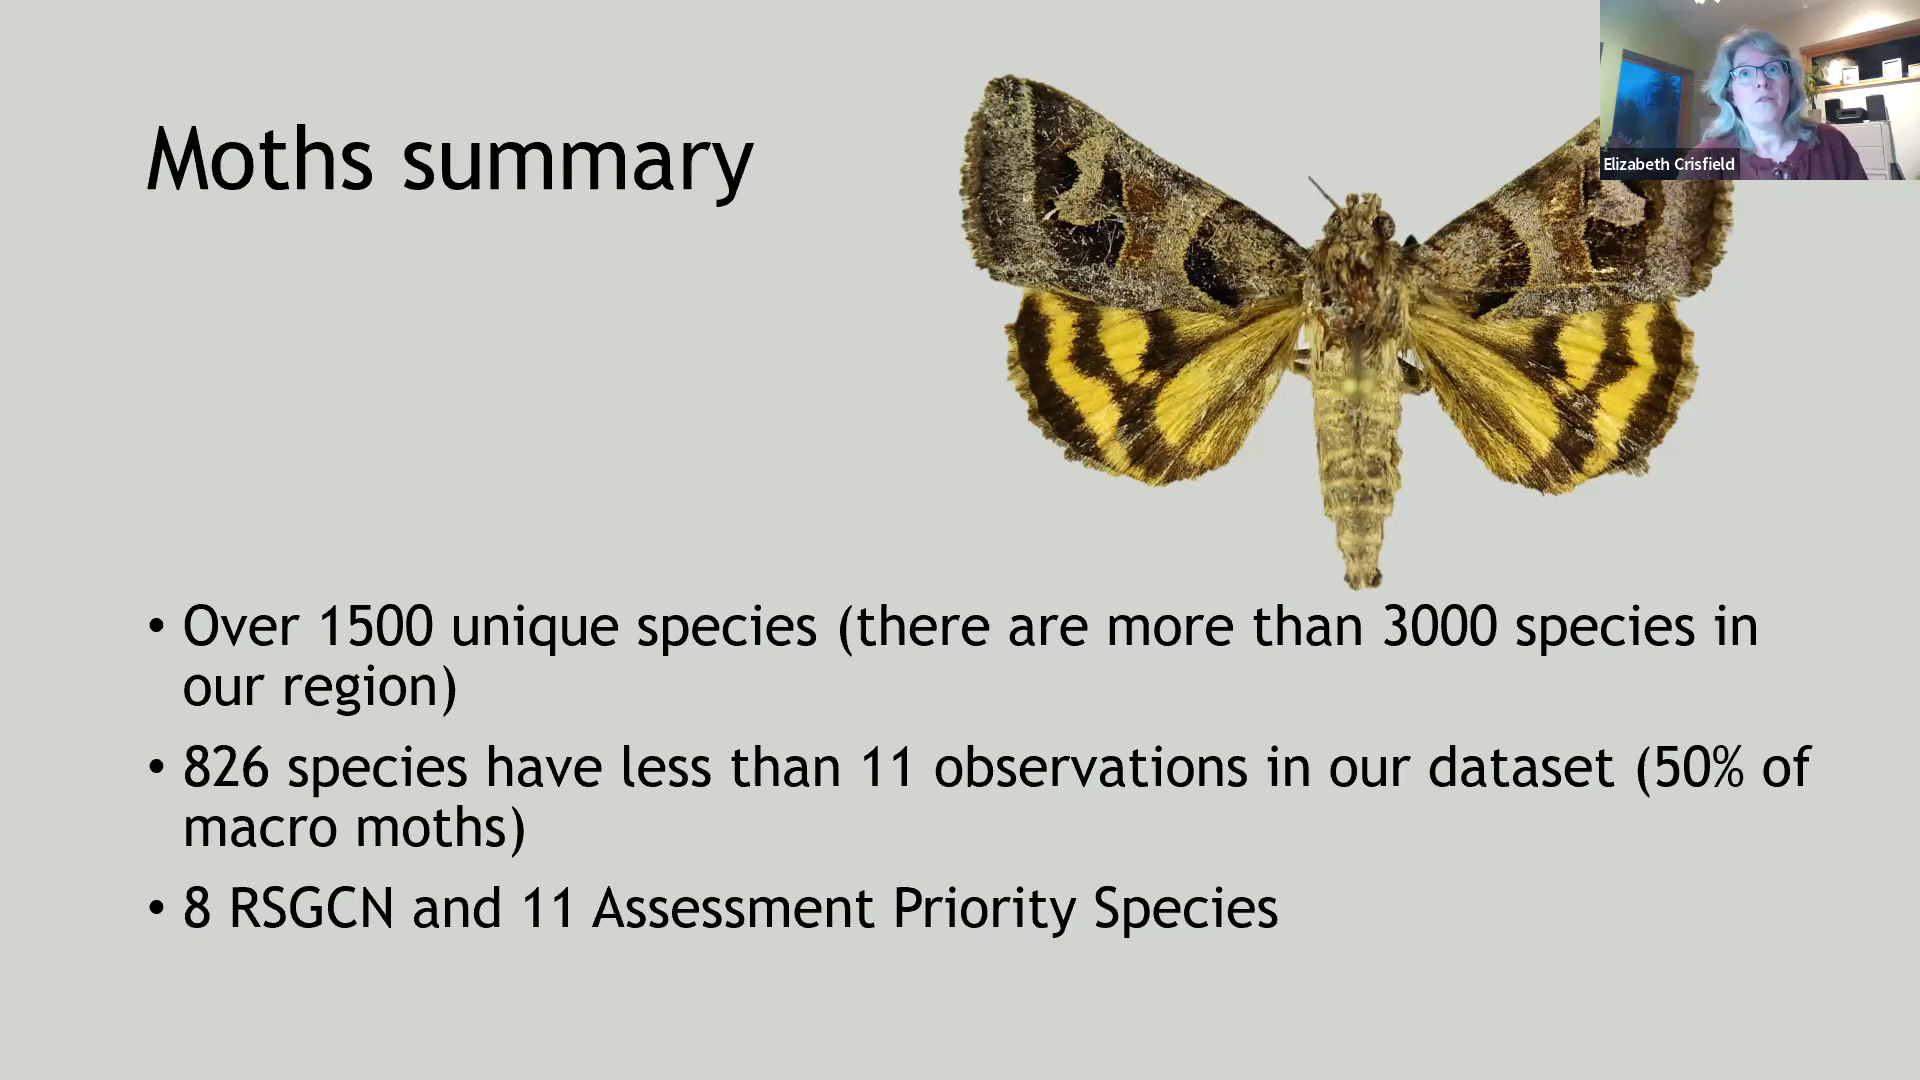 Elizabeth Crisfield
Moths summary
• Over 1500 unique species (there are more than 3000 species in
our region)
• 826 species have less than 11 observations in our dataset (50% of
macro moths)
• 8 RSGCN and 11 Assessment Priority Species